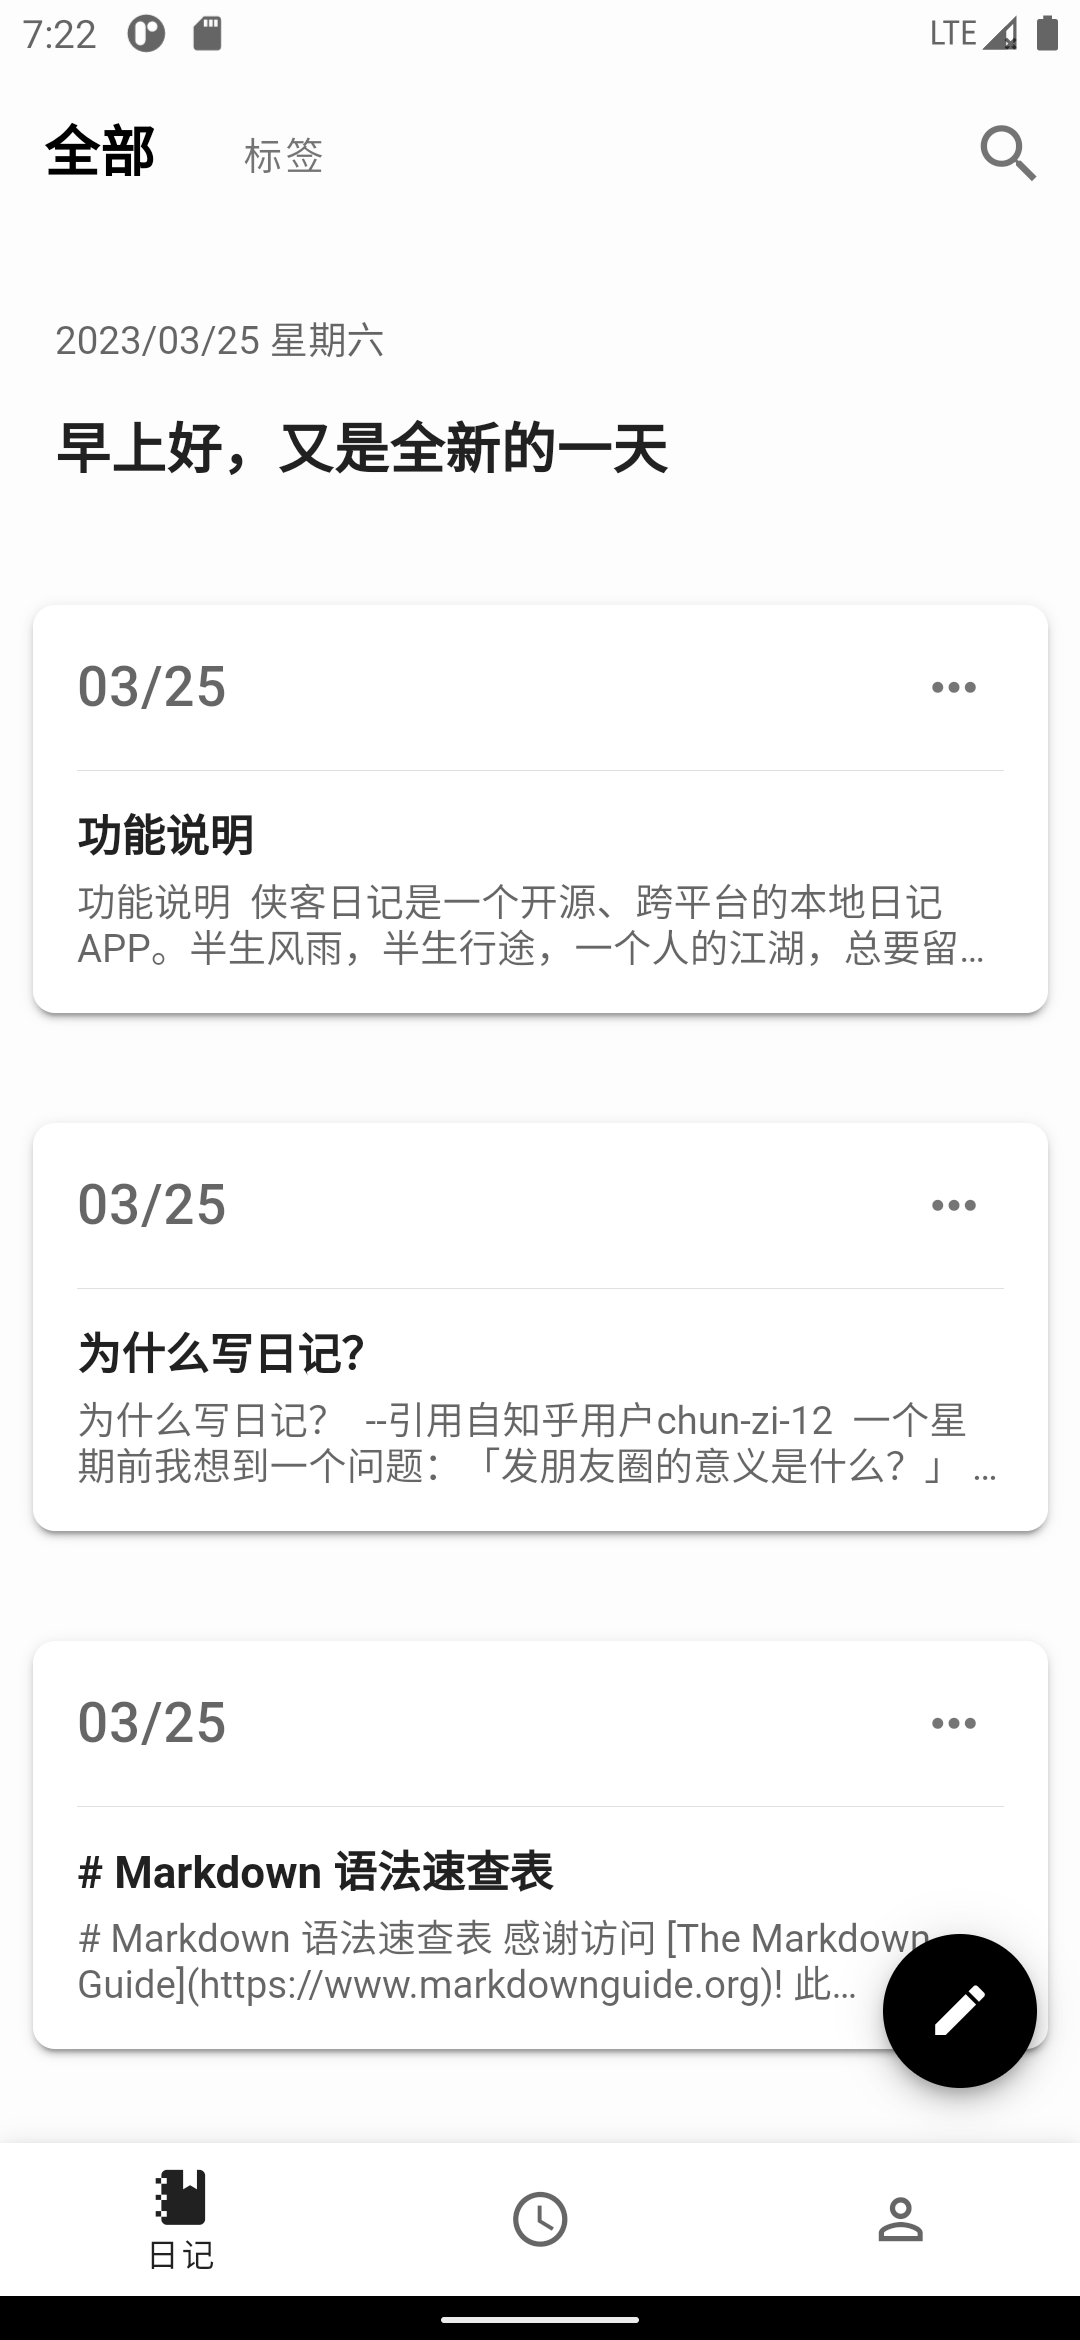 7:22
LTE
全部
标签
2023/03/25 星期六
早上好，又是全新的一天
03/25
功能说明
功能说明 侠客日记是一个开源、跨平台的本地日记
APP。半生风雨，半生行途，一个人的江湖，总要留...
03/25
为什么写日记？
为什么写日记？ --引用自知乎用户chun-zi-12 一个星
期前我想到一个问题：「发朋友圈的意义是什么？」 ...
03/25
# Markdown 语法速查表
# Markdown 语法速查表 感谢访问 [The Markdown
Guide](https://www.markdownguide.org)! 此...
日记